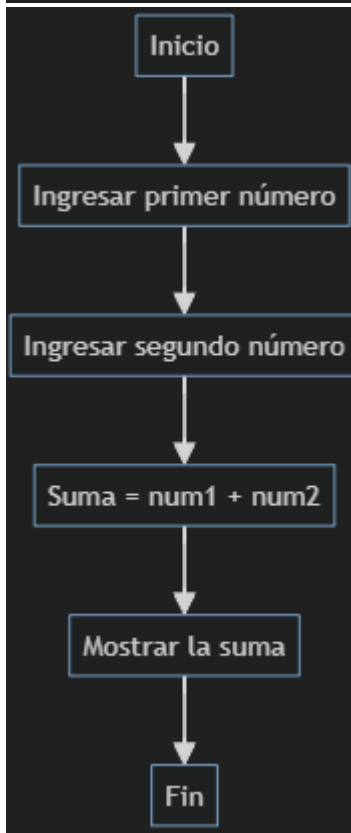 Inicio
Ingresar primer número
Ingresar segundo número
Suma = num1 + num2
Mostrar la suma
Fin